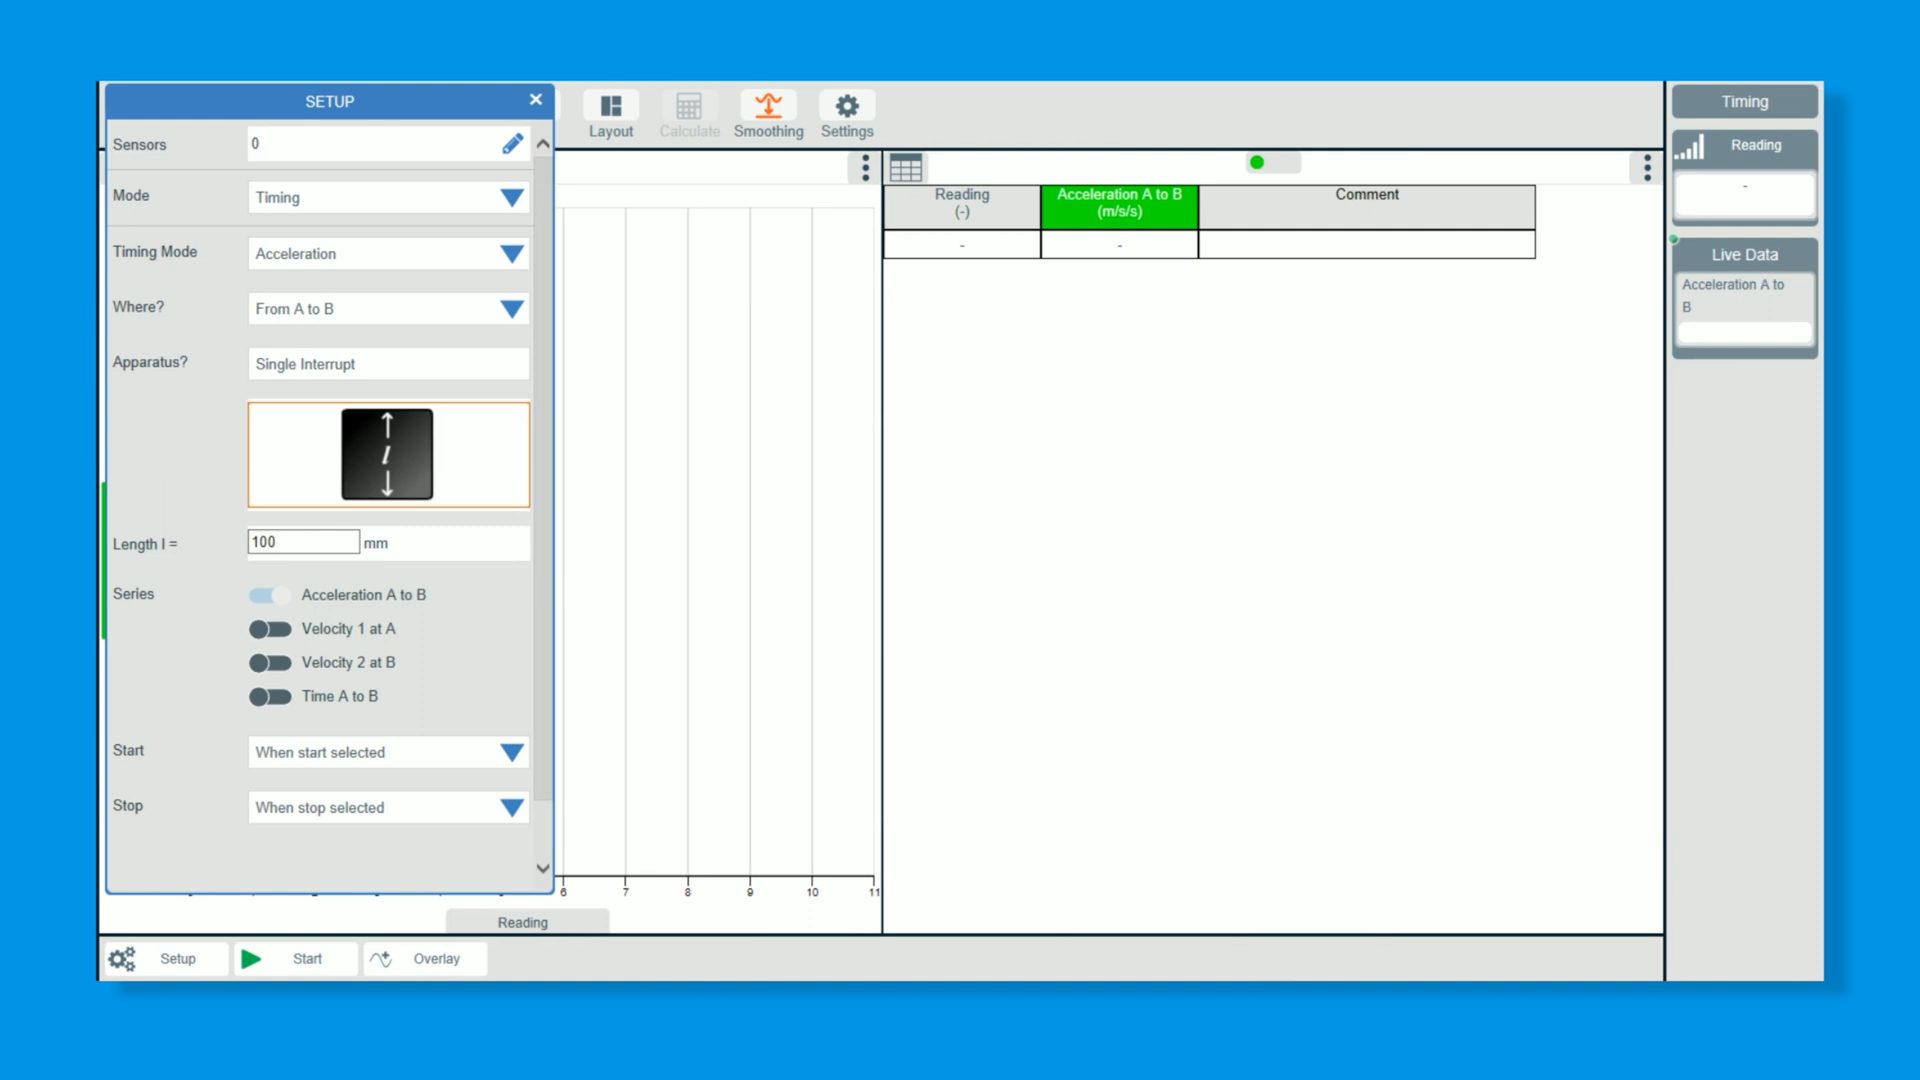 SETUP
Sensors
0
Mode
Timing
Timing Mode
Acceleration
Where?
From A to B
Apparatus?
Single Interrupt
l
Length l =
100
mm
Series
Acceleration A to B
Velocity 1 at A
Velocity 2 at B
Time A to B
Start
When start selected
Stop
When stop selected
Layout
Calculate
Smoothing
Settings
6 7 8 9 10 11
Reading
Reading
(-)
Acceleration A to B
(m/s/s)
Comment
-
-
Timing
Reading
-
Live Data
Acceleration A to
B
Setup
Start
Overlay